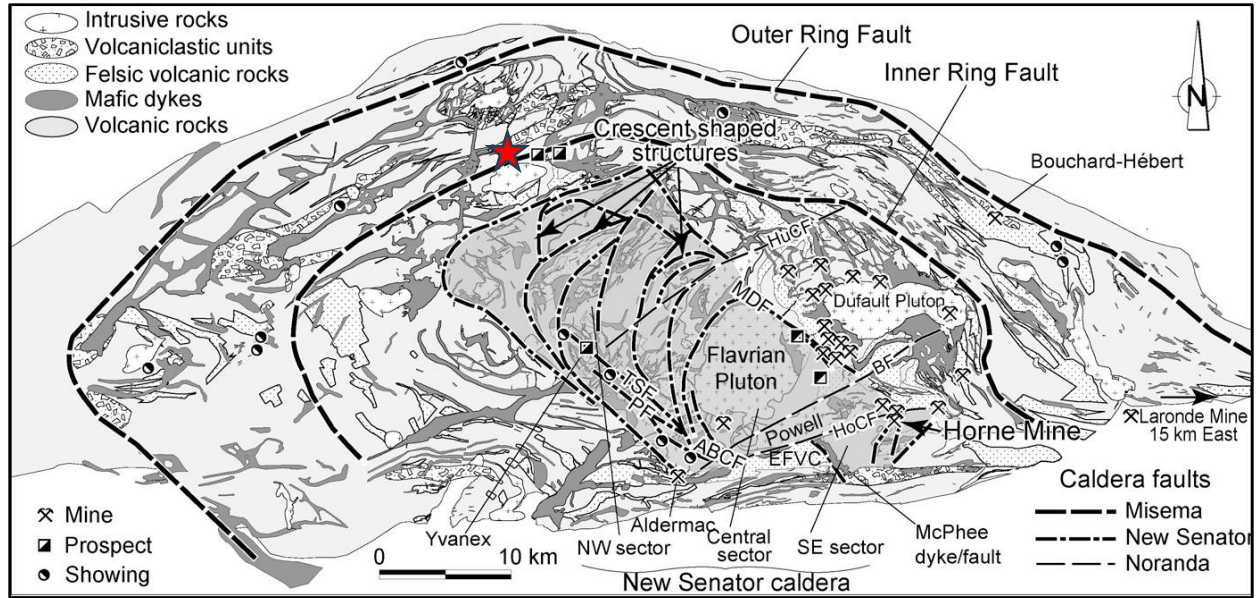 Intrusive rocks
Volcaniclastic units
Felsic volcanic rocks
Mafic dykes
Volcanic rocks
Outer Ring Fault
Inner Ring Fault
N
Crescent shaped
structures
Bouchard-Hébert
HuCF
MDF
Dufault Pluton
Flavrian
Pluton
BF
TSF
PF
Powell
HoCF
ABCF
EFVC
Horne Mine
Laronde Mine
15 km East
Mine
Prospect
Showing
Yvanex
0 10 km
Aldermac
NW sector
Central
sector
SE sector
McPhee
dyke/fault
New Senator caldera
Caldera faults
Misema
New Senator
Noranda